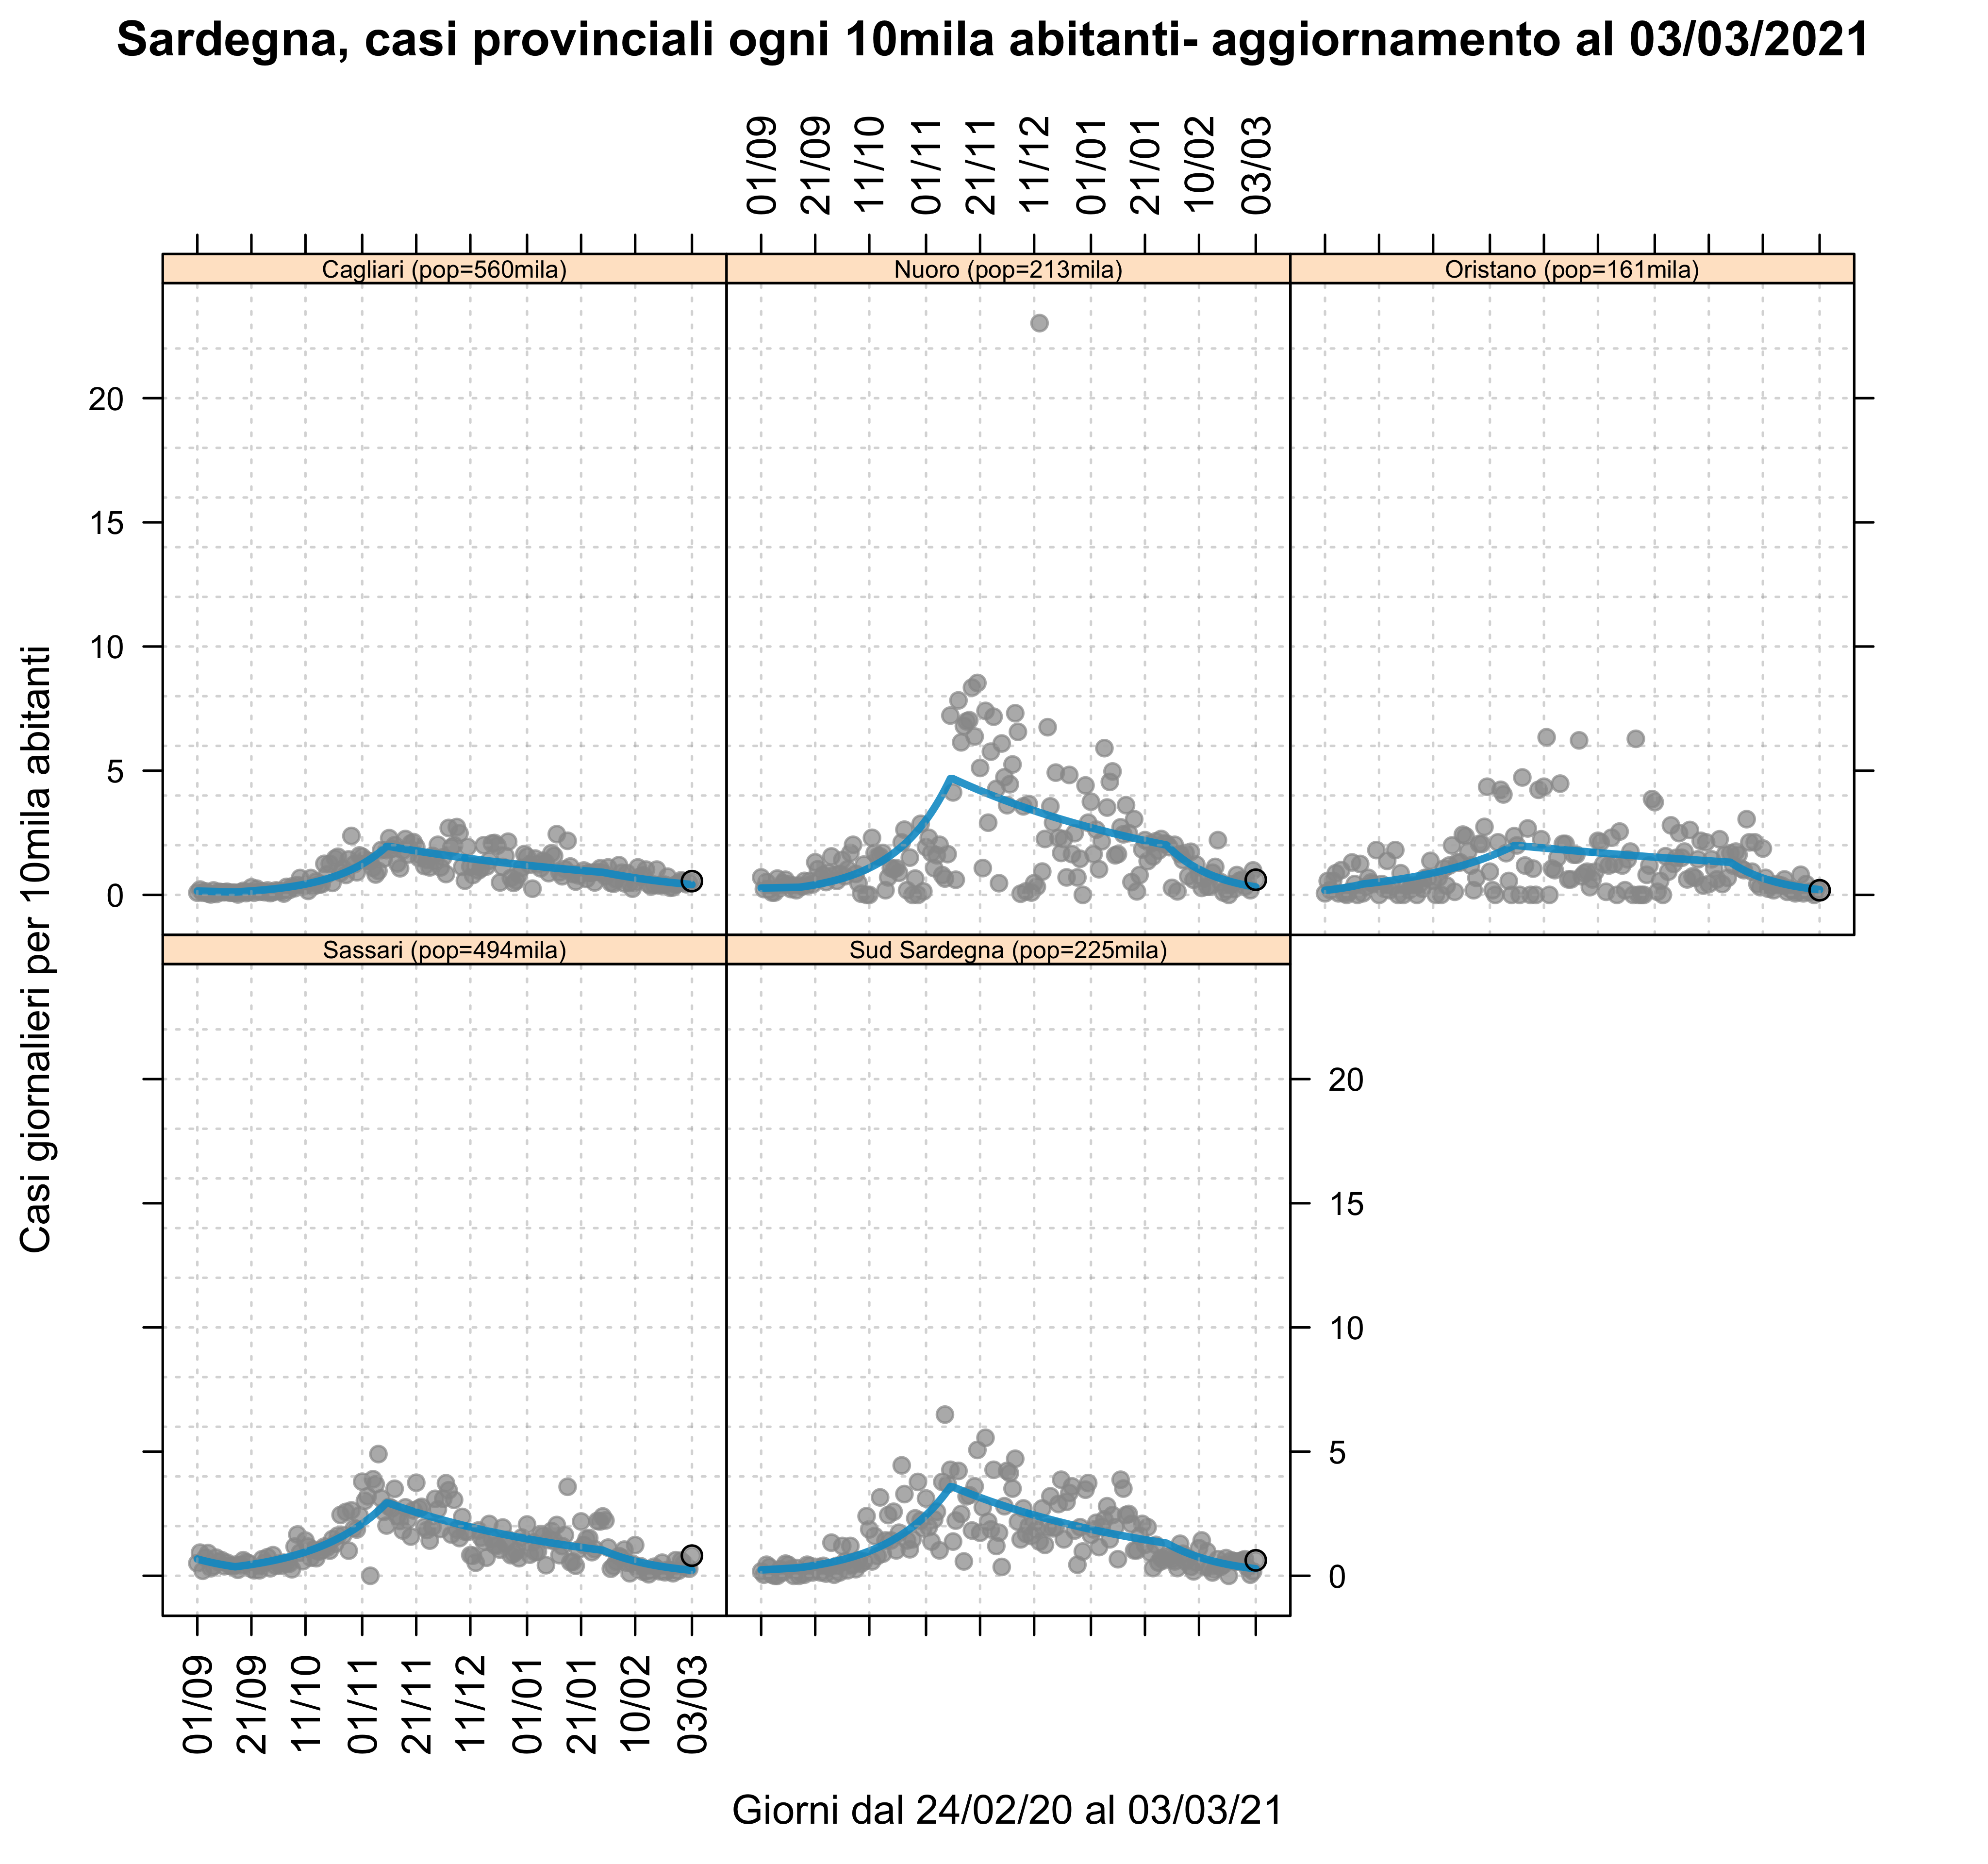 Sardegna, casi provinciali ogni 10mila abitanti- aggiornamento al 03/03/2021
01/09 21/09 11/10 01/11 21/11 11/12 01/01 21/01 10/02 03/03
Cagliari (pop=560mila) Nuoro (pop=213mila) Oristano (pop=161mila)
20
15
10
5
0
Casi giornalieri per 10mila abitanti
Sassari (pop=494mila) Sud Sardegna (pop=225mila)
20
15
10
5
0
01/09 21/09 11/10 01/11 21/11 11/12 01/01 21/01 10/02 03/03
Giorni dal 24/02/20 al 03/03/21